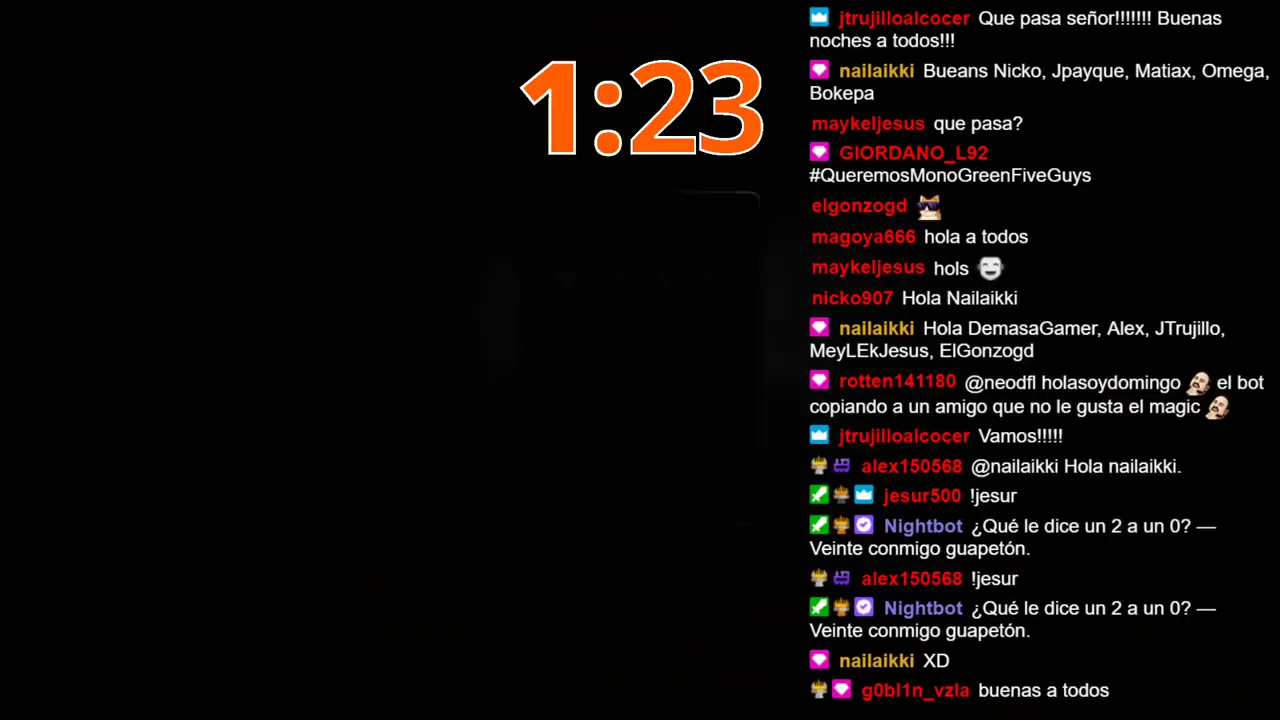 1:23
jtrujilloalcocer Que pasa señor!!!!!!! Buenas
noches a todos!!!
nailaikki Bueans Nicko, Jpayque, Matiax, Omega,
Bokepa
maykeljesus que pasa?
GIORDANO_L92
#QueremosMonoGreenFiveGuys
elgonzogd
magoya666 hola a todos
maykeljesus hols
nicko907 Hola Nailaikki
nailaikki Hola DemasaGamer, Alex, JTrujillo,
MeyLEkJesus, ElGonzogd
rotten141180 @neodfl holasoydomingo el bot
copiando a un amigo que no le gusta el magic
jtrujilloalcocer Vamos!!!!!
alex150568 @nailaikki Hola nailaikki.
jesur500 !jesur
Nightbot ¿Qué le dice un 2 a un 0? —
Veinte conmigo guapetón.
alex150568 !jesur
Nightbot ¿Qué le dice un 2 a un 0? —
Veinte conmigo guapetón.
nailaikki XD
g0bl1n_vzla buenas a todos